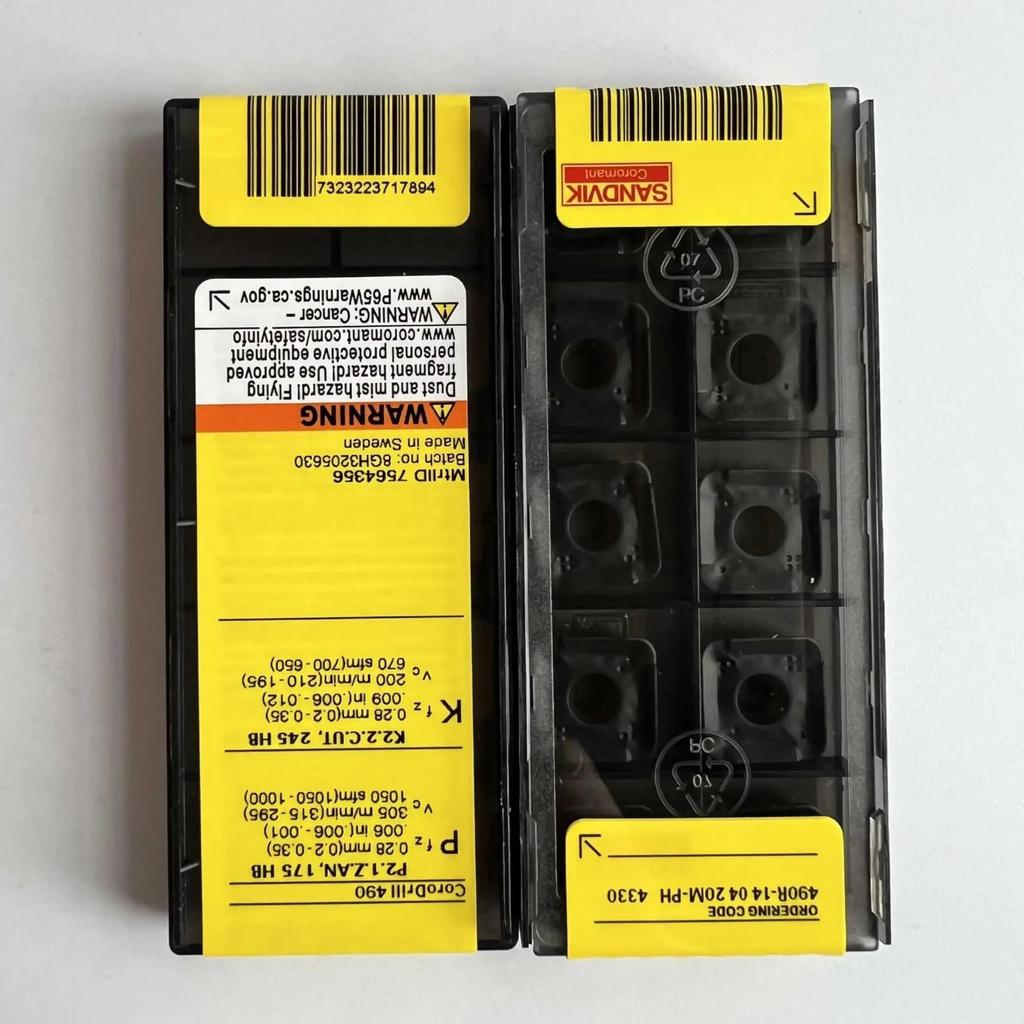 ORDERING CODE
490R-14 04 20M-PH 4330
07
PC
07
PC
SANDVIK
Coromant
CoroDrill 490
P2.1.Z.AN, 175 HB
P f z 0.28 mm(0.2-0.35)
.006 in(.006-.001)
v c 305 m/min(315-295)
1050 sfm(1050-1000)
K2.2.C.UT, 245 HB
K f z 0.28 mm(0.2-0.35)
.009 in(.006-.012)
v c 200 m/min(210-195)
670 sfm(700-650)
MtrlID 7564356
Batch no: 8GH3205630
Made in Sweden
WARNING
Dust and mist hazard! Flying
fragment hazard! Use approved
personal protective equipment
www.coromant.com/safetyinfo
WARNING: Cancer –
www.P65Warnings.ca.gov
7323223717894